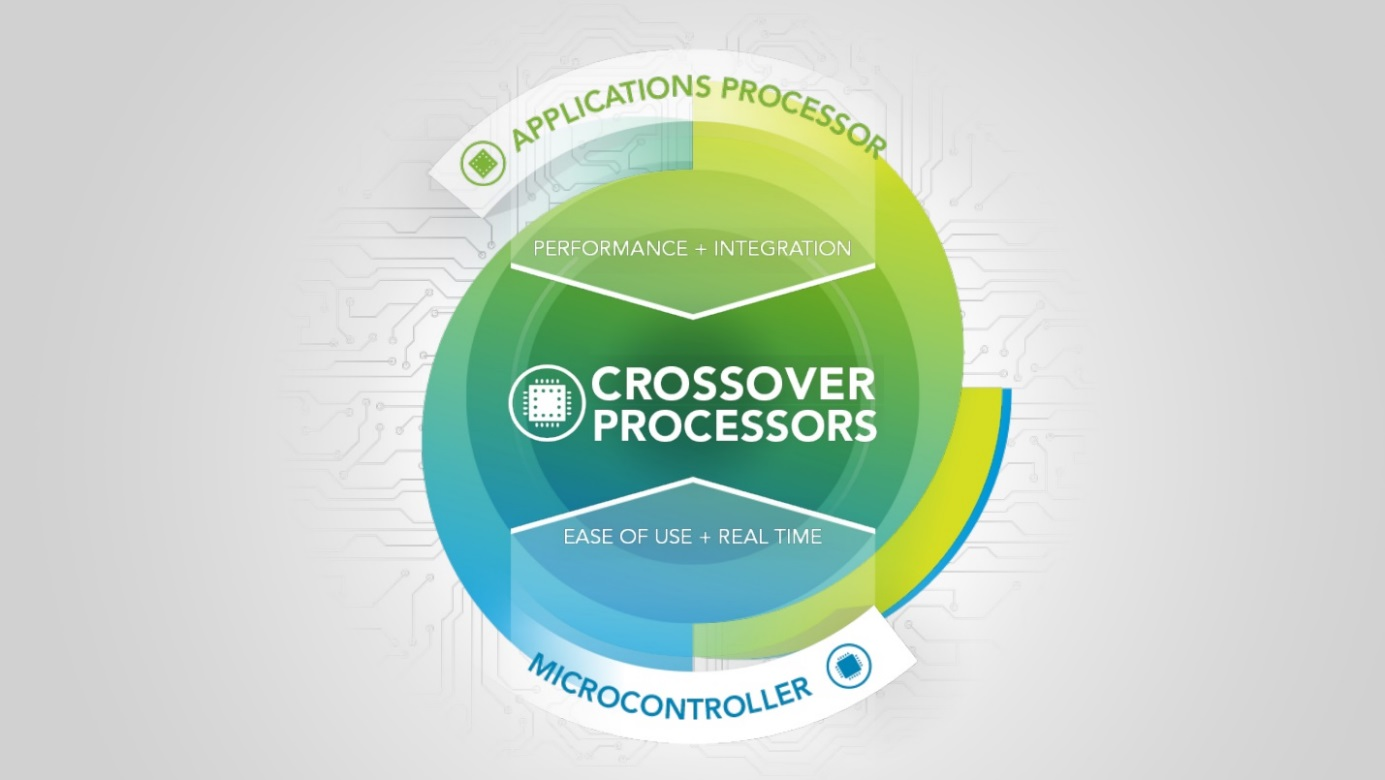 APPLICATIONS PROCESSOR
PERFORMANCE + INTEGRATION
CROSSOVER
PROCESSORS
EASE OF USE + REAL TIME
MICROCONTROLLER